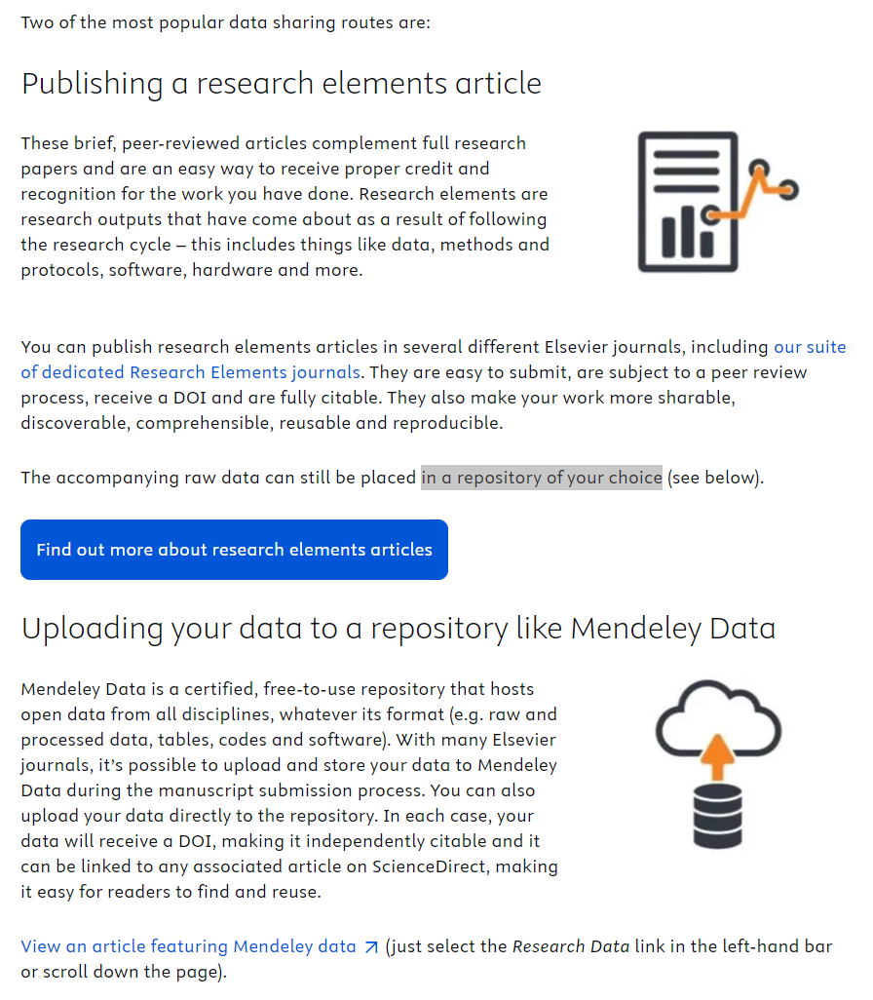 Two of the most popular data sharing routes are:
Publishing a research elements article
These brief, peer-reviewed articles complement full research
papers and are an easy way to receive proper credit and
recognition for the work you have done. Research elements are
research outputs that have come about as a result of following
the research cycle – this includes things like data, methods and
protocols, software, hardware and more.
You can publish research elements articles in several different Elsevier journals, including our suite
of dedicated Research Elements journals. They are easy to submit, are subject to a peer review
process, receive a DOI and are fully citable. They also make your work more sharable,
discoverable, comprehensible, reusable and reproducible.
The accompanying raw data can still be placed in a repository of your choice (see below).
Find out more about research elements articles
Uploading your data to a repository like Mendeley Data
Mendeley Data is a certified, free-to-use repository that hosts
open data from all disciplines, whatever its format (e.g. raw and
processed data, tables, codes and software). With many Elsevier
journals, it’s possible to upload and store your data to Mendeley
Data during the manuscript submission process. You can also
upload your data directly to the repository. In each case, your
data will receive a DOI, making it independently citable and it
can be linked to any associated article on ScienceDirect, making
it easy for readers to find and reuse.
View an article featuring Mendeley data ↗ (just select the Research Data link in the left-hand bar
or scroll down the page).